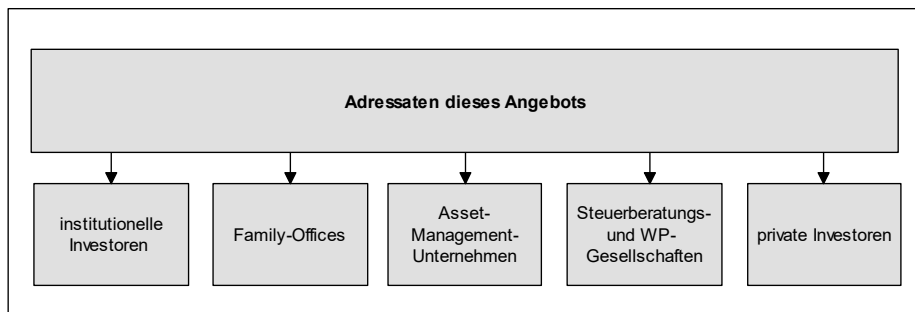 Adressaten dieses Angebots
institutionelle
Investoren
Family-Offices
Asset-
Management-
Unternehmen
Steuerberatungs-
und WP-
Gesellschaften
private Investoren